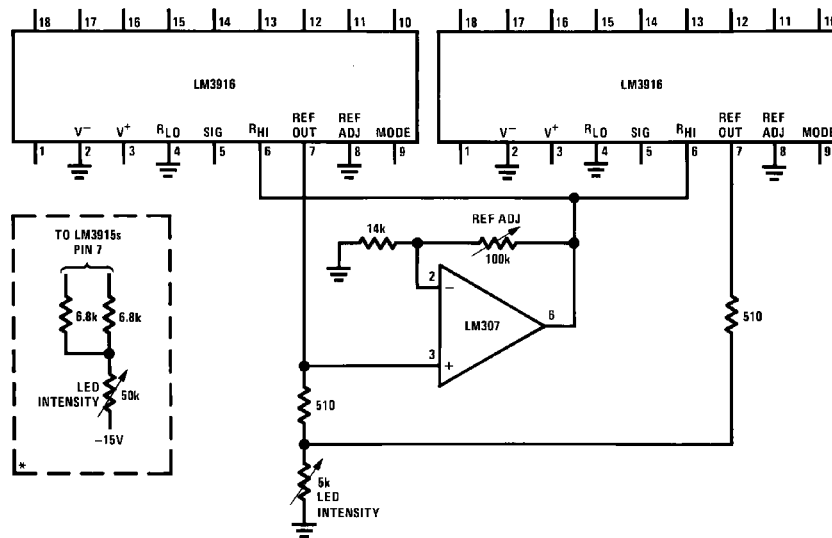 18 17 16 15 14 13 12 11 10
18 17 16 15 14 13 12 11 10
LM3916
LM3916
V− V+ RLO SIG RHI REF OUT REF ADJ MODE
V− V+ RLO SIG RHI REF OUT REF ADJ MODE
1 2 3 4 5 6 7 8 9
1 2 3 4 5 6 7 8 9
TO LM3915s
PIN 7
6.8k
6.8k
LED
INTENSITY
50k
−15V
*
14k
REF ADJ
100k
2
−
LM307
6
3
+
510
510
5k
LED
INTENSITY